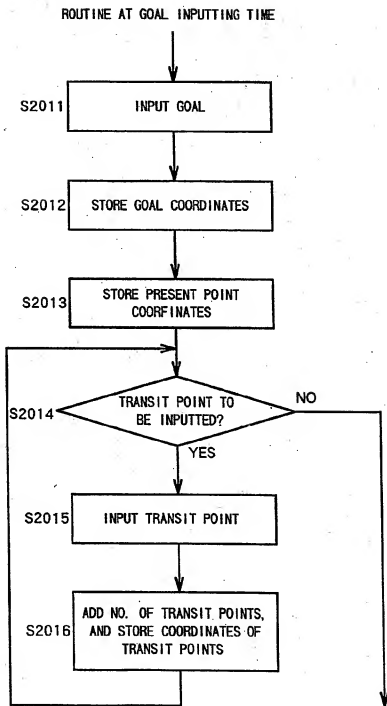 ROUTINE AT GOAL INPUTTING TIME
S2011
INPUT GOAL
S2012
STORE GOAL COORDINATES
S2013
STORE PRESENT POINT
COORFINATES
S2014
TRANSIT POINT TO
BE INPUTTED?
NO
YES
S2015
INPUT TRANSIT POINT
S2016
ADD NO. OF TRANSIT POINTS,
AND STORE COORDINATES OF
TRANSIT POINTS